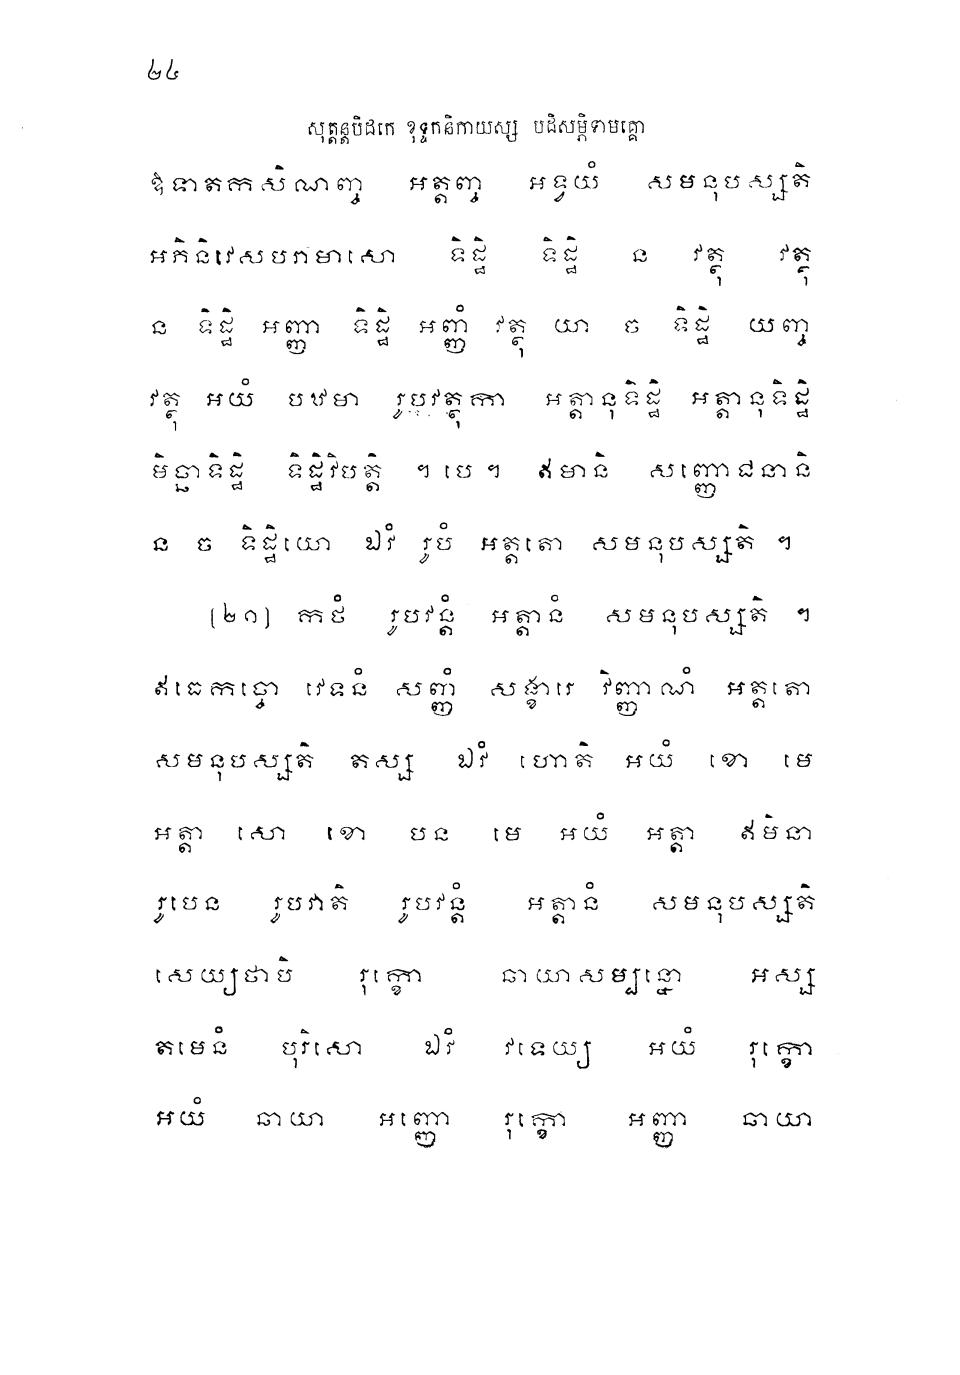 ២៤
សុត្តន្តបិដកេ ខុទ្ទកនិកាយស្ស បដិសម្ភិទាមគ្គោ
ឱទាតកសិណញ្ច អត្តញ្ច អទ្វយំ សមនុបស្សតិ
អភិនិវេសបរាមាសោ ទិដ្ឋិ ទិដ្ឋិ ន វត្ថុ វត្ថុ
ន ទិដ្ឋិ អញ្ញា ទិដ្ឋិ អញ្ញំ វត្ថុ យា ច ទិដ្ឋិ យញ្ច
វត្ថុ អយំ បឋមា រូបវត្ថុកា អត្តានុទិដ្ឋិ អត្តានុទិដ្ឋិ
មិច្ឆាទិដ្ឋិ ទិដ្ឋិវិបត្តិ ។ បេ ។ ឥមានិ សញ្ញោជនានិ
ន ច ទិដ្ឋិយោ ឯវំ រូបំ អត្តតោ សមនុបស្សតិ ។
(២០) កថំ រូបវន្តំ អត្តានំ សមនុបស្សតិ ។
ឥធេកច្ចោ វេទនំ សញ្ញំ សង្ខារេ វិញ្ញាណំ អត្តតោ
សមនុបស្សតិ តស្ស ឯវំ ហោតិ អយំ ខោ មេ
អត្តា សោ ខោ បន មេ អយំ អត្តា ឥមិនា
រូបេន រូបវាតិ រូបវន្តំ អត្តានំ សមនុបស្សតិ
សេយ្យថាបិ រុក្ខោ ឆាយាសម្បន្នោ អស្ស
តមេនំ បុរិសោ ឯវំ វទេយ្យ អយំ រុក្ខោ
អយំ ឆាយា អញ្ញោ រុក្ខោ អញ្ញា ឆាយា